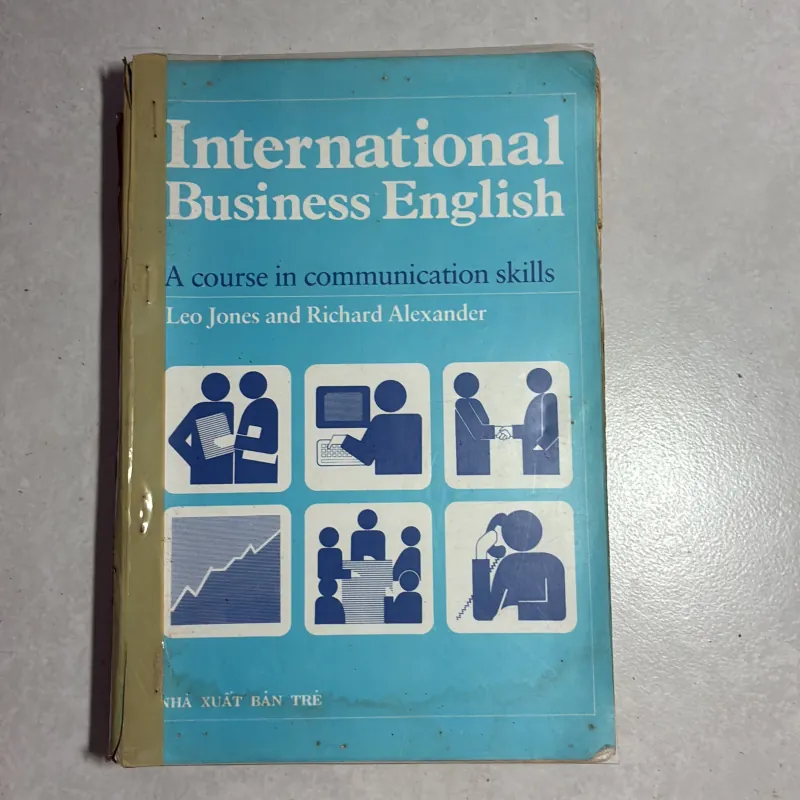 International
Business English
A course in communication skills
Leo Jones and Richard Alexander
NHÀ XUẤT BẢN TRẺ